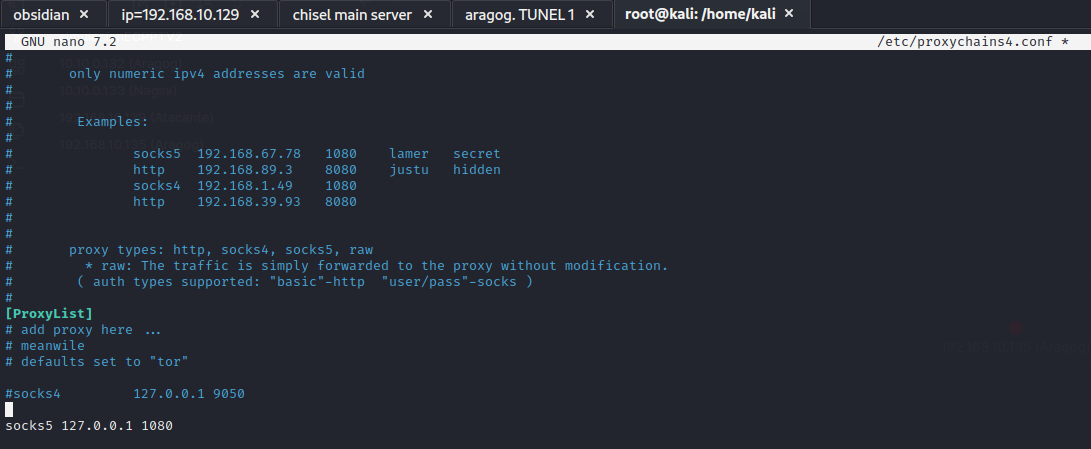 obsidian × ip=192.168.10.129 × chisel main server × aragog. TUNEL 1 × root@kali: /home/kali ×
GNU nano 7.2 /etc/proxychains4.conf *
#
# only numeric ipv4 addresses are valid
#
#
# Examples:
#
# socks5 192.168.67.78 1080 lamer secret
# http 192.168.89.3 8080 justu hidden
# socks4 192.168.1.49 1080
# http 192.168.39.93 8080
#
#
# proxy types: http, socks4, socks5, raw
# * raw: The traffic is simply forwarded to the proxy without modification.
# ( auth types supported: "basic"-http "user/pass"-socks )
#
[ProxyList]
# add proxy here ...
# meanwile
# defaults set to "tor"
#socks4 127.0.0.1 9050
socks5 127.0.0.1 1080